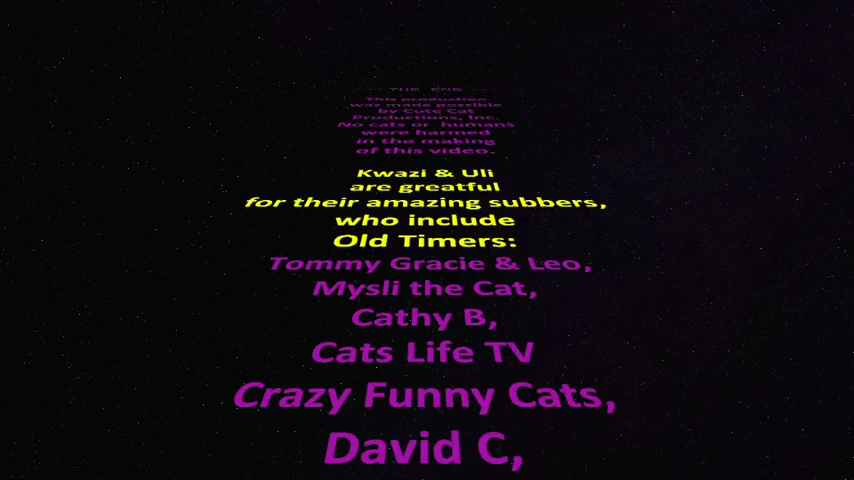 THE END
This production
war made possible
by Cute Cat
Productions, Inc.
No cats or humans
were harmed
in the making
of this video.
Kwazi & Uli
are greatful
for their amazing subbers,
who include
Old Timers:
Tommy Gracie & Leo,
Mysli the Cat,
Cathy B,
Cats Life TV
Crazy Funny Cats,
David C,